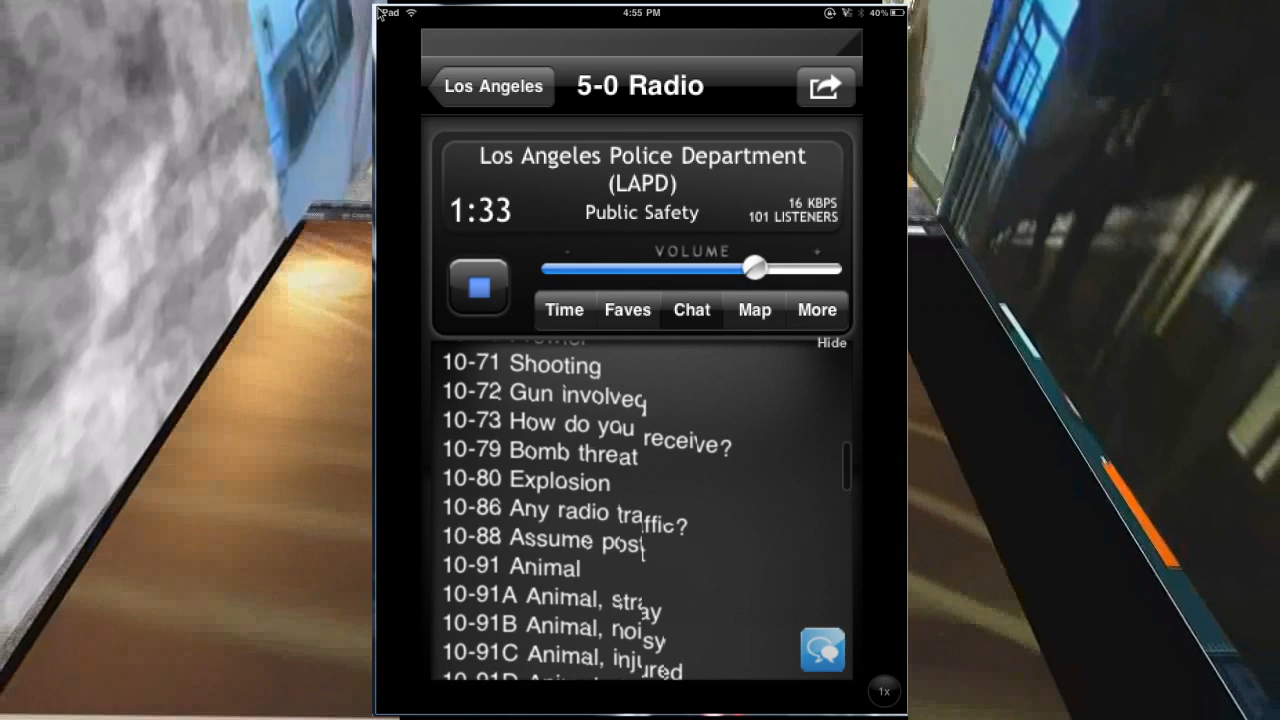 iPad 4:55 PM 40%
Los Angeles 5-0 Radio
Los Angeles Police Department
(LAPD)
1:33 Public Safety 16 KBPS
101 LISTENERS
- VOLUME +
Time Faves Chat Map More
Hide
10-71 Shooting
10-72 Gun involved
10-73 How do you receive?
10-79 Bomb threat
10-80 Explosion
10-86 Any radio traffic?
10-88 Assume post
10-91 Animal
10-91A Animal, stray
10-91B Animal, noisy
10-91C Animal, injured
1x